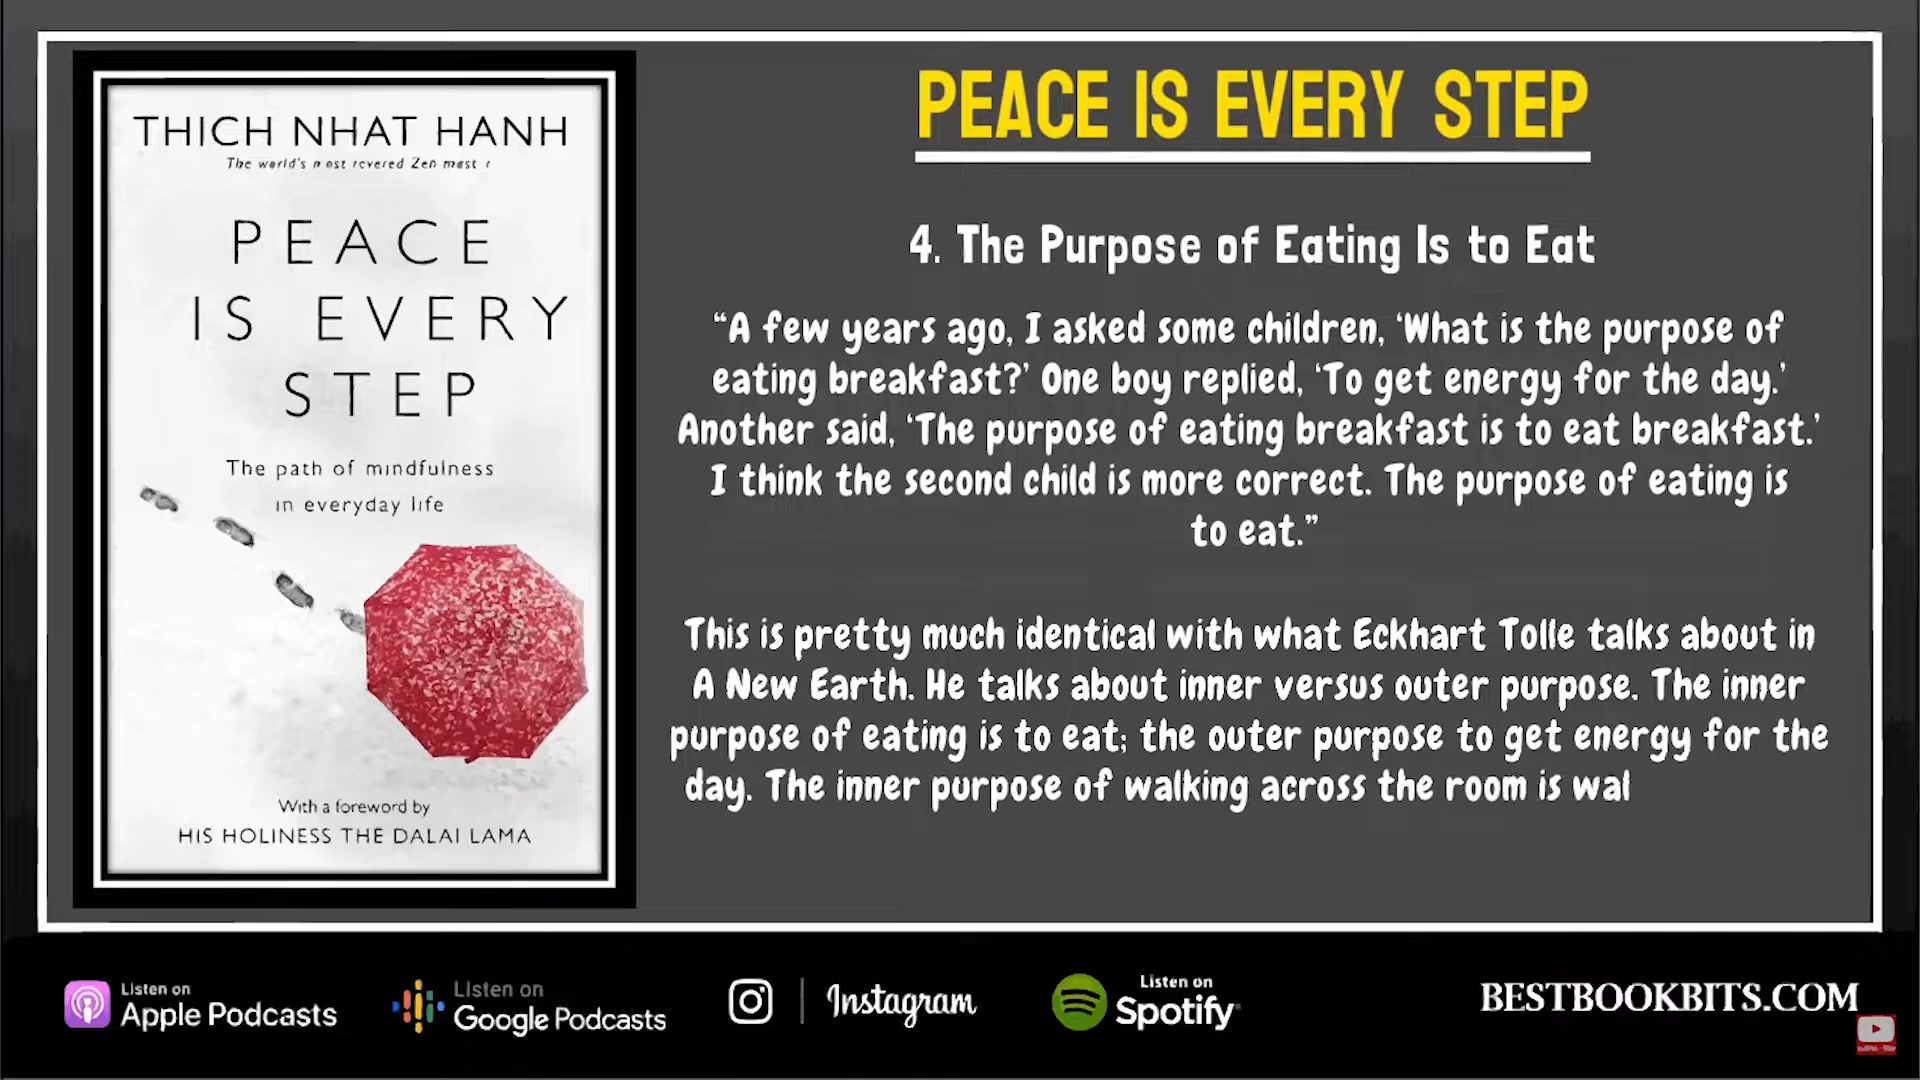 THICH NHAT HANH
The world's most revered Zen master
PEACE
IS EVERY
STEP
The path of mindfulness
in everyday life
With a foreword by
HIS HOLINESS THE DALAI LAMA
PEACE IS EVERY STEP
4. The Purpose of Eating Is to Eat
“A few years ago, I asked some children, ‘What is the purpose of
eating breakfast?’ One boy replied, ‘To get energy for the day.’
Another said, ‘The purpose of eating breakfast is to eat breakfast.’
I think the second child is more correct. The purpose of eating is
to eat.”
This is pretty much identical with what Eckhart Tolle talks about in
A New Earth. He talks about inner versus outer purpose. The inner
purpose of eating is to eat; the outer purpose to get energy for the
day. The inner purpose of walking across the room is wal
Listen on
Apple Podcasts
Listen on
Google Podcasts
Instagram
Listen on
Spotify
BESTBOOKBITS.COM